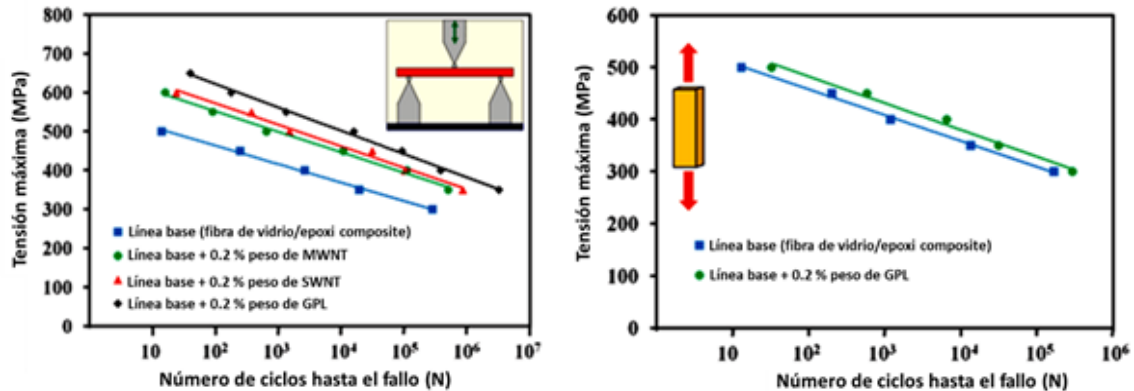 Tensión máxima (MPa)
800
700
600
500
400
300
200
100
0
Línea base (fibra de vidrio/epoxi composite)
Línea base + 0.2 % peso de MWNT
Línea base + 0.2 % peso de SWNT
Línea base + 0.2 % peso de GPL
10 10² 10³ 10⁴ 10⁵ 10⁶ 10⁷
Número de ciclos hasta el fallo (N)
Tensión máxima (MPa)
600
500
400
300
200
100
0
Línea base (fibra de vidrio/epoxi composite)
Línea base + 0.2 % peso de GPL
10 10² 10³ 10⁴ 10⁵ 10⁶
Número de ciclos hasta el fallo (N)